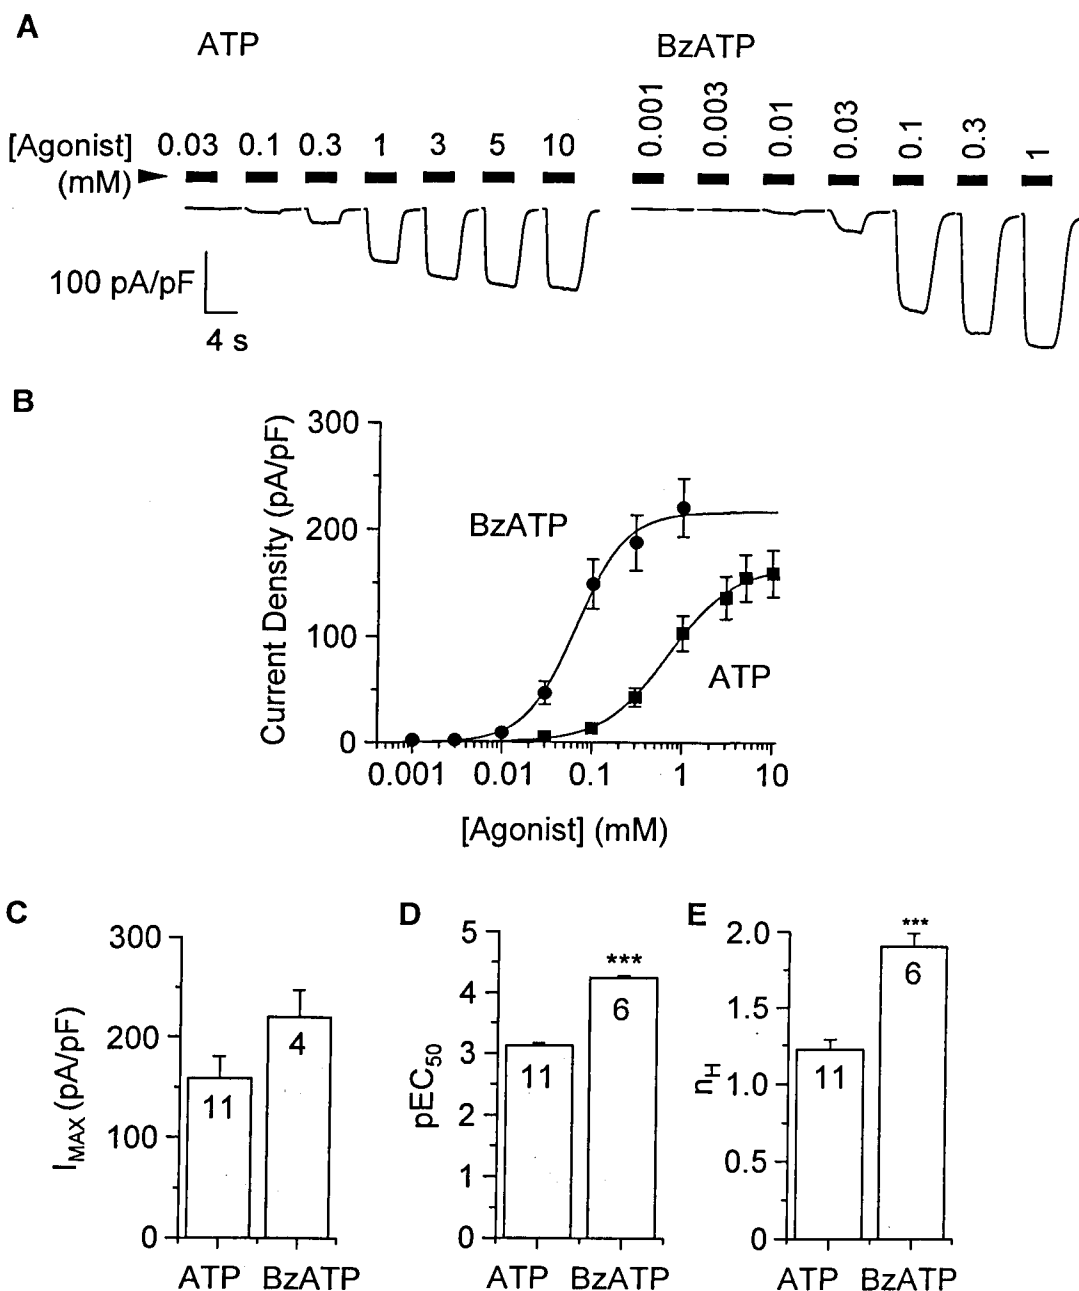 A
ATP
BzATP
[Agonist] 0.03 0.1 0.3 1 3 5 10 0.001 0.003 0.01 0.03 0.1 0.3 1
(mM)
100 pA/pF
4 s
B
Current Density (pA/pF)
300
200
100
0
BzATP
ATP
0.001 0.01 0.1 1 10
[Agonist] (mM)
C
I_MAX (pA/pF)
300
200
100
0
11
4
ATP BzATP
D
pEC50
5
4
3
2
1
0
***
11
6
ATP BzATP
E
nH
2.0
1.5
1.0
0.5
0
***
11
6
ATP BzATP